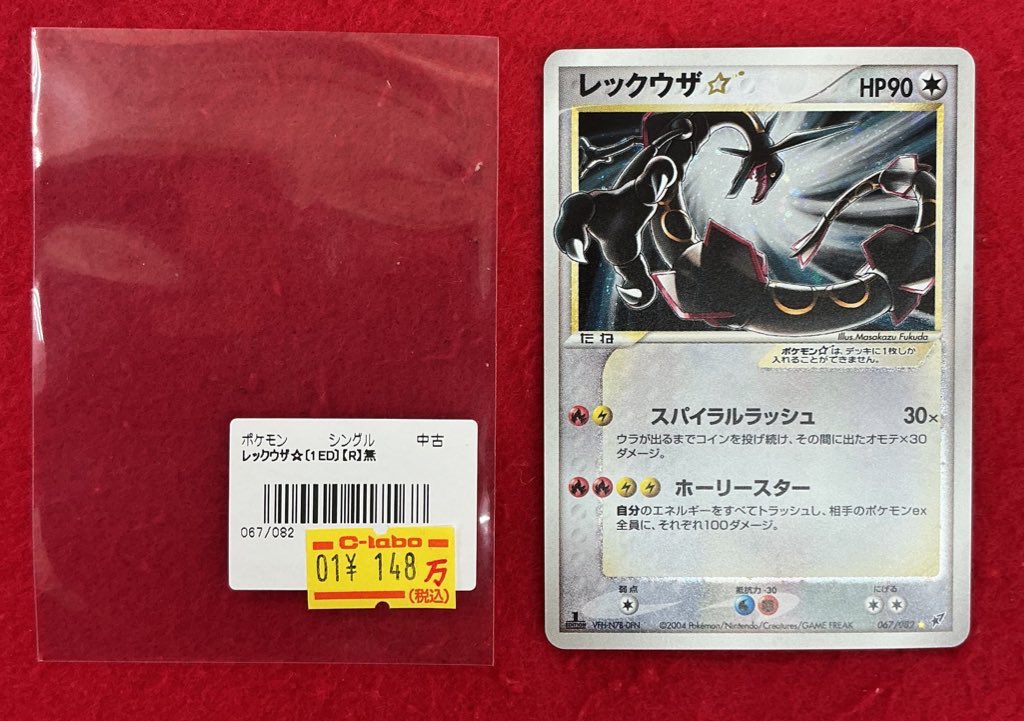 ポケモン シングル 中古
レックウザ☆〔1ED〕【R】無
067/082
C-labo
01¥ 148万
(税込)
レックウザ☆
HP90
Illus.Masakazu Fukuda
たね
ポケモン☆は、デッキに1枚しか
入れることができません。
スパイラルラッシュ 30×
ウラが出るまでコインを投げ続け、その間に出たオモテ×30
ダメージ。
ホーリースター
自分のエネルギーをすべてトラッシュし、相手のポケモンex
全員に、それぞれ100ダメージ。
弱点 抵抗力 -30 にげる
1 EDITION
©2004 Pokémon/Nintendo/Creatures/GAME FREAK
067/082